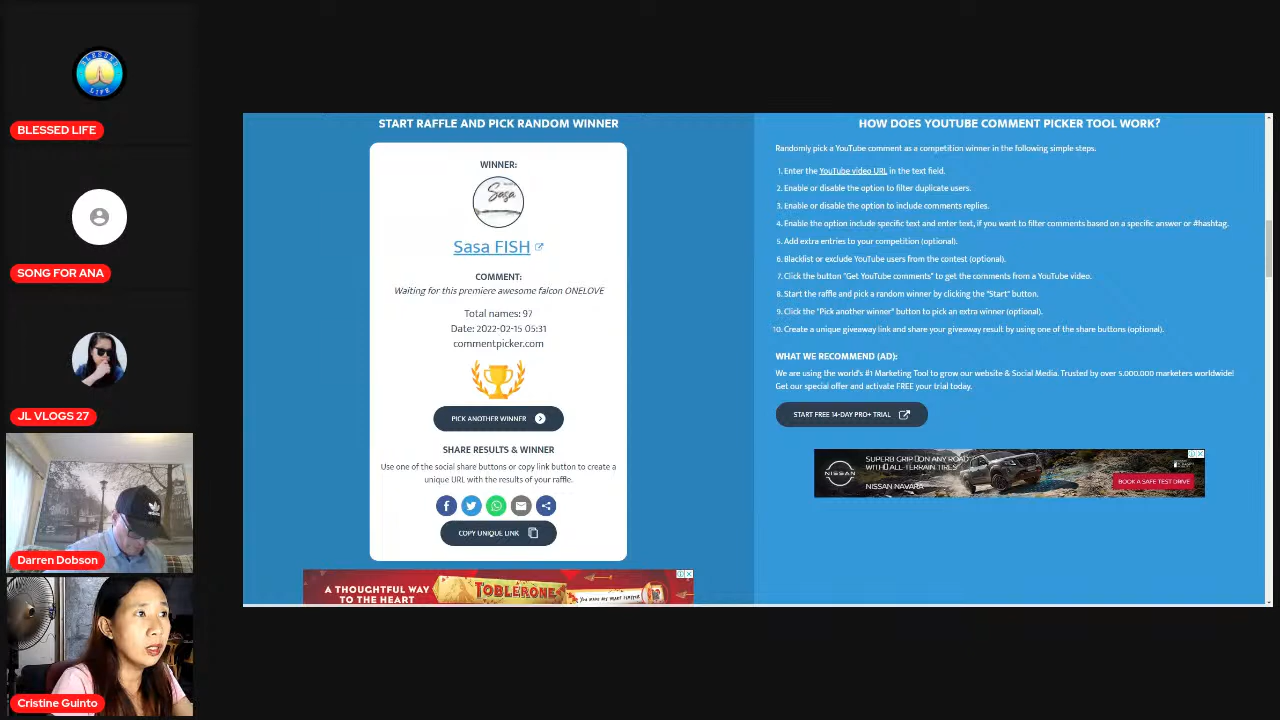 BLESSED LIFE
BLESSED LIFE
SONG FOR ANA
JL VLOGS 27
Darren Dobson
Cristine Guinto
START RAFFLE AND PICK RANDOM WINNER
WINNER:
Sasa
Sasa FISH
COMMENT:
Waiting for this premiere awesome falcon ONELOVE
Total names: 97
Date: 2022-02-15 05:31
commentpicker.com
PICK ANOTHER WINNER
SHARE RESULTS & WINNER
Use one of the social share buttons or copy link button to create a
unique URL with the results of your raffle.
COPY UNIQUE LINK
A THOUGHTFUL WAY
TO THE HEART
TOBLERONE
HOW DOES YOUTUBE COMMENT PICKER TOOL WORK?
Randomly pick a YouTube comment as a competition winner in the following simple steps.
1. Enter the YouTube video URL in the text field.
2. Enable or disable the option to filter duplicate users.
3. Enable or disable the option to include comments replies.
4. Enable the option include specific text and enter text, if you want to filter comments based on a specific answer or #hashtag.
5. Add extra entries to your competition (optional).
6. Blacklist or exclude YouTube users from the contest (optional).
7. Click the button "Get YouTube comments" to get the comments from a YouTube video.
8. Start the raffle and pick a random winner by clicking the "Start" button.
9. Click the "Pick another winner" button to pick an extra winner (optional).
10. Create a unique giveaway link and share your giveaway result by using one of the share buttons (optional).
WHAT WE RECOMMEND (AD):
We are using the world's #1 Marketing Tool to grow our website & Social Media. Trusted by over 5.000.000 marketers worldwide!
Get our special offer and activate FREE your trial today.
START FREE 14-DAY PRO+ TRIAL
SUPERB GRIP ON ANY ROAD
WITH ALL-TERRAIN TIRES
NISSAN NAVARA
BOOK A SAFE TEST DRIVE